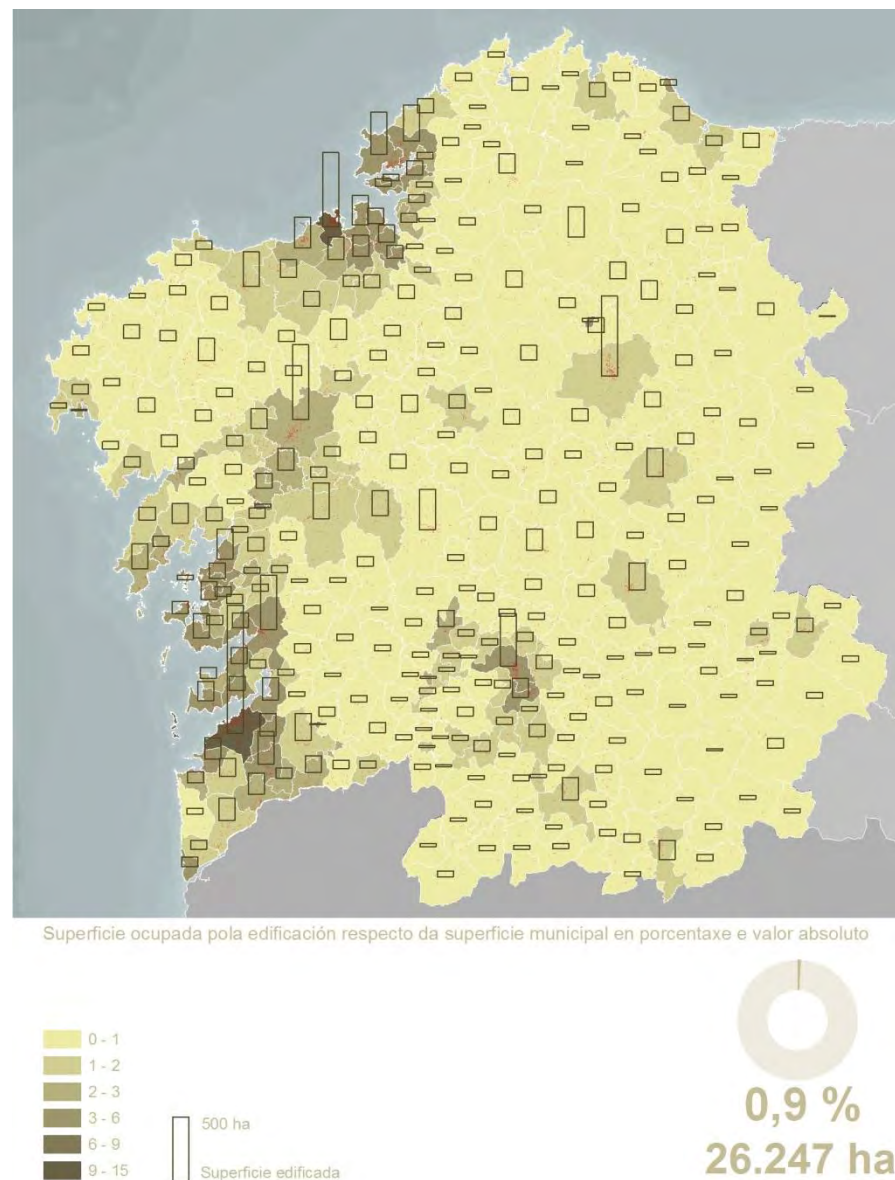 Superficie ocupada pola edificación respecto da superficie municipal en porcentaxe e valor absoluto
0 - 1
1 - 2
2 - 3
3 - 6
6 - 9
9 - 15
500 ha
Superficie edificada
0,9 %
26.247 ha